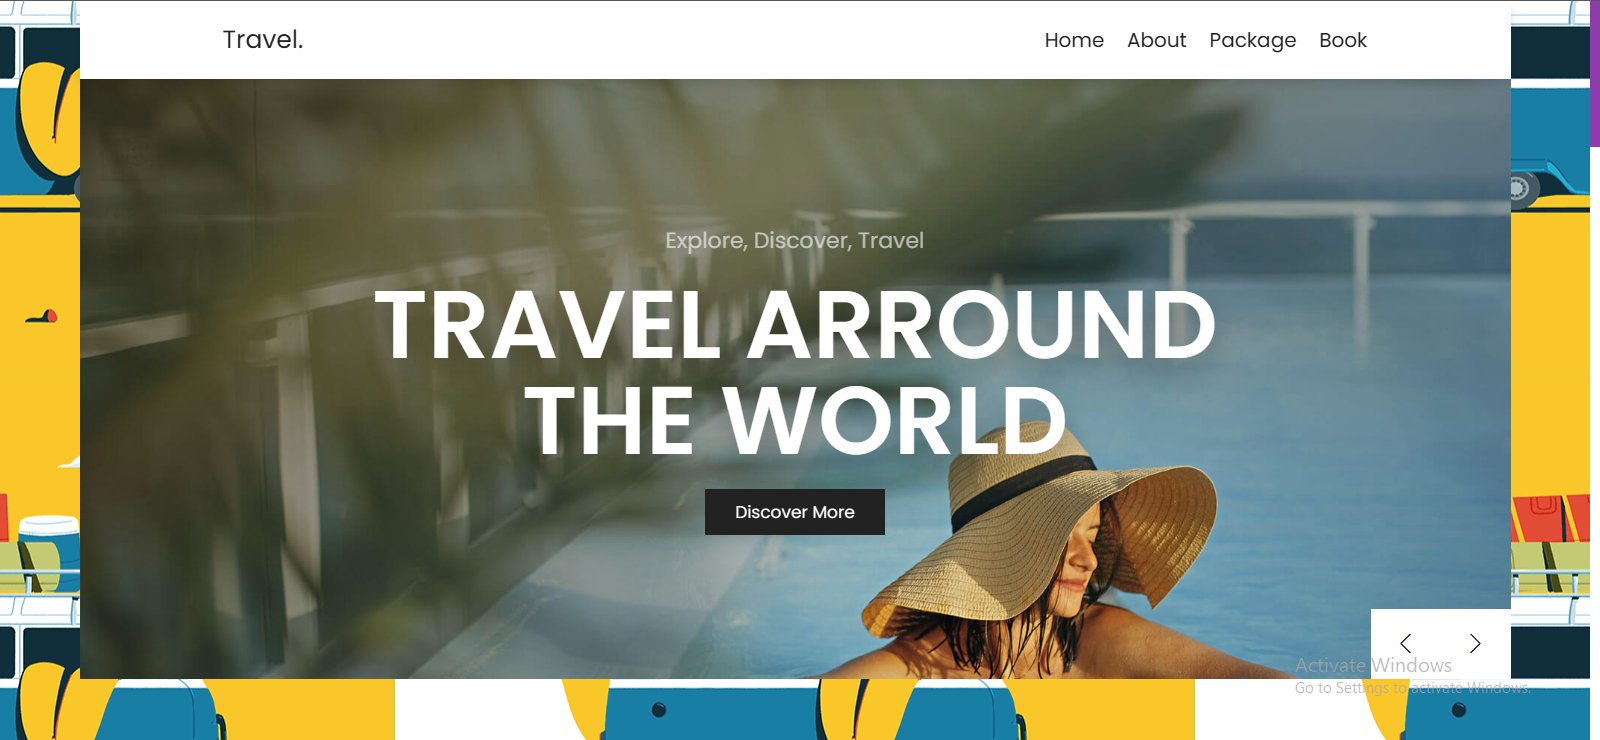 Travel.
Home About Package Book
Explore, Discover, Travel
TRAVEL ARROUND
THE WORLD
Discover More
Activate Windows
Go to Settings to activate Windows.